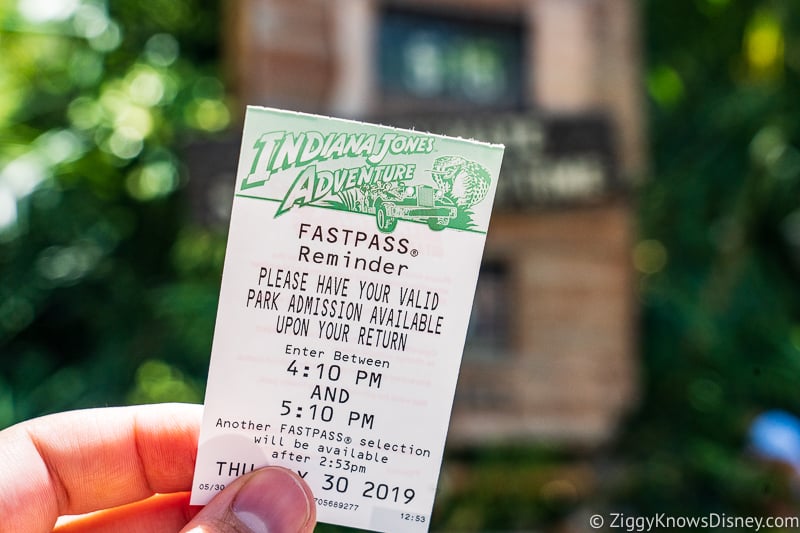 INDIANA JONES
ADVENTURE
FASTPASS®
Reminder
PLEASE HAVE YOUR VALID
PARK ADMISSION AVAILABLE
UPON YOUR RETURN
Enter Between
4:10 PM
AND
5:10 PM
Another FASTPASS® selection
will be available
after 2:53pm
THU 30 2019
05/30 705689277 12:53
© ZiggyKnowsDisney.com